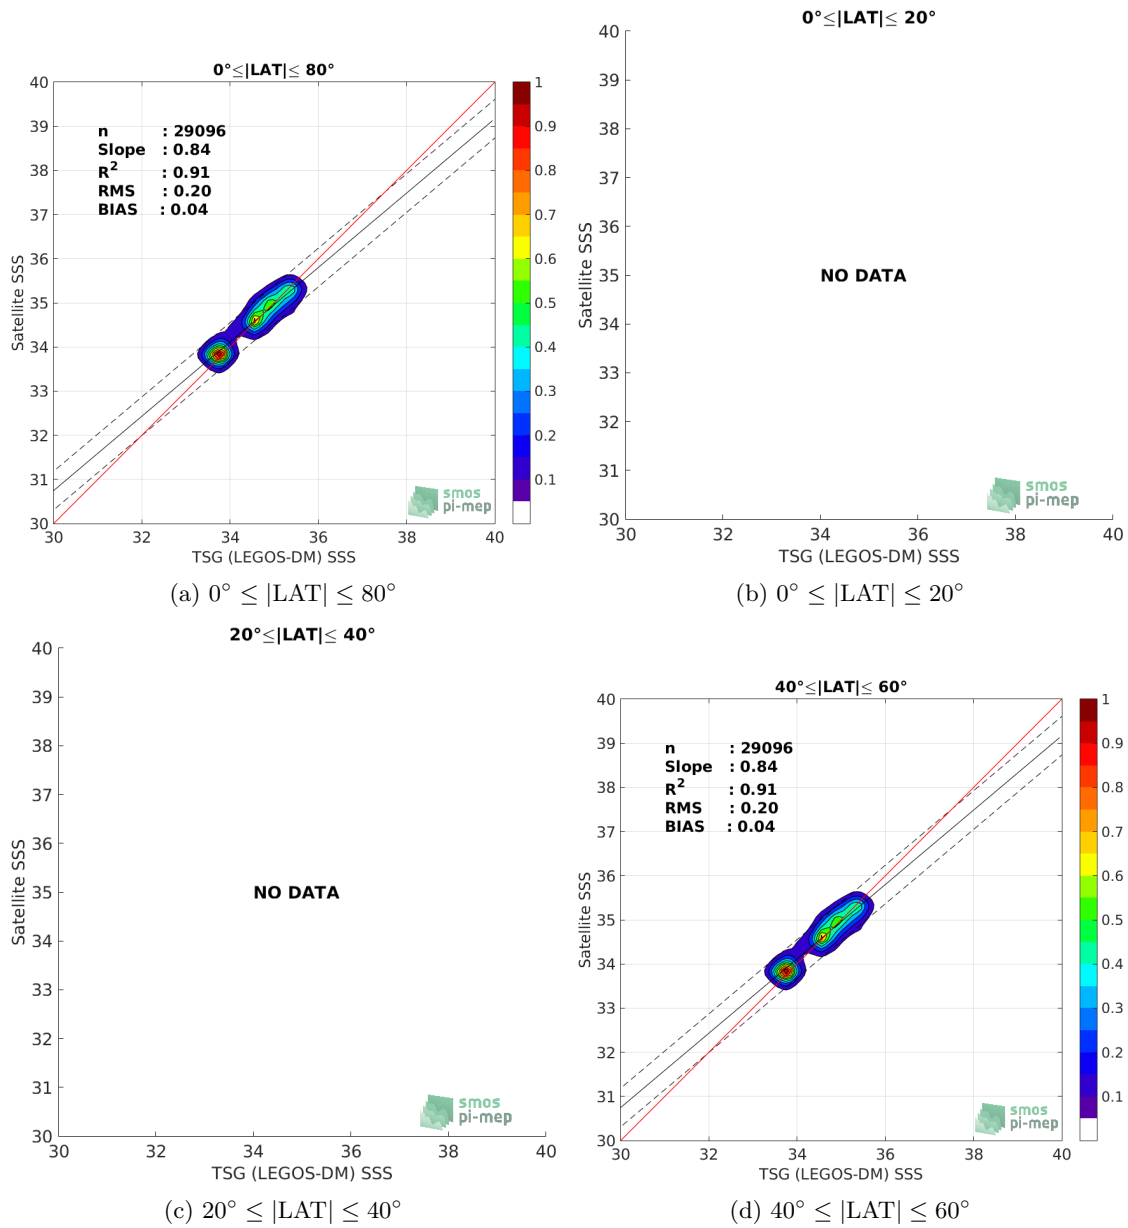 0°≤|LAT|≤ 80°
n : 29096
Slope : 0.84
R² : 0.91
RMS : 0.20
BIAS : 0.04
40
39
38
37
36
35
34
33
32
31
30
30 32 34 36 38 40
Satellite SSS
TSG (LEGOS-DM) SSS
1
0.9
0.8
0.7
0.6
0.5
0.4
0.3
0.2
0.1
smos
pi-mep
(a) 0° ≤ |LAT| ≤ 80°
0°≤|LAT|≤ 20°
40
39
38
37
36
35
34
33
32
31
30
30 32 34 36 38 40
Satellite SSS
NO DATA
TSG (LEGOS-DM) SSS
smos
pi-mep
(b) 0° ≤ |LAT| ≤ 20°
20°≤|LAT|≤ 40°
40
39
38
37
36
35
34
33
32
31
30
30 32 34 36 38 40
Satellite SSS
NO DATA
TSG (LEGOS-DM) SSS
smos
pi-mep
(c) 20° ≤ |LAT| ≤ 40°
40°≤|LAT|≤ 60°
n : 29096
Slope : 0.84
R² : 0.91
RMS : 0.20
BIAS : 0.04
40
39
38
37
36
35
34
33
32
31
30
30 32 34 36 38 40
Satellite SSS
TSG (LEGOS-DM) SSS
1
0.9
0.8
0.7
0.6
0.5
0.4
0.3
0.2
0.1
smos
pi-mep
(d) 40° ≤ |LAT| ≤ 60°